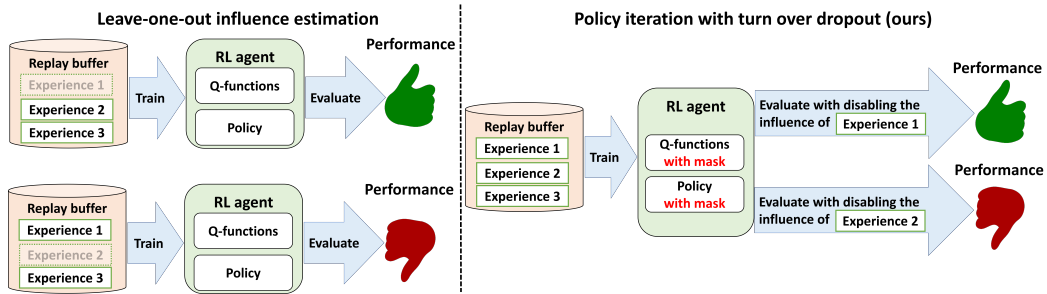 Leave-one-out influence estimation
Replay buffer
Experience 1
Experience 2
Experience 3
Train
RL agent
Q-functions
Policy
Evaluate
Performance
Replay buffer
Experience 1
Experience 2
Experience 3
Train
RL agent
Q-functions
Policy
Evaluate
Performance
Policy iteration with turn over dropout (ours)
Replay buffer
Experience 1
Experience 2
Experience 3
Train
RL agent
Q-functions
with mask
Policy
with mask
Evaluate with disabling the
influence of Experience 1
Performance
Evaluate with disabling the
influence of Experience 2
Performance